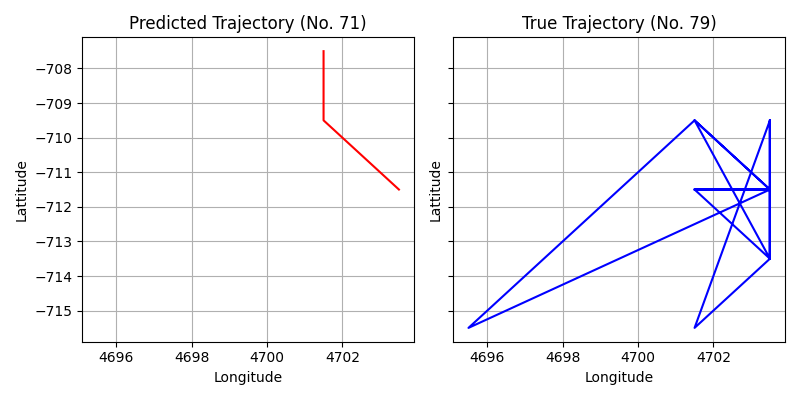 Predicted Trajectory (No. 71)
True Trajectory (No. 79)
Lattitude
−708
−709
−710
−711
−712
−713
−714
−715
4696
4698
4700
4702
Longitude
Lattitude
4696
4698
4700
4702
Longitude